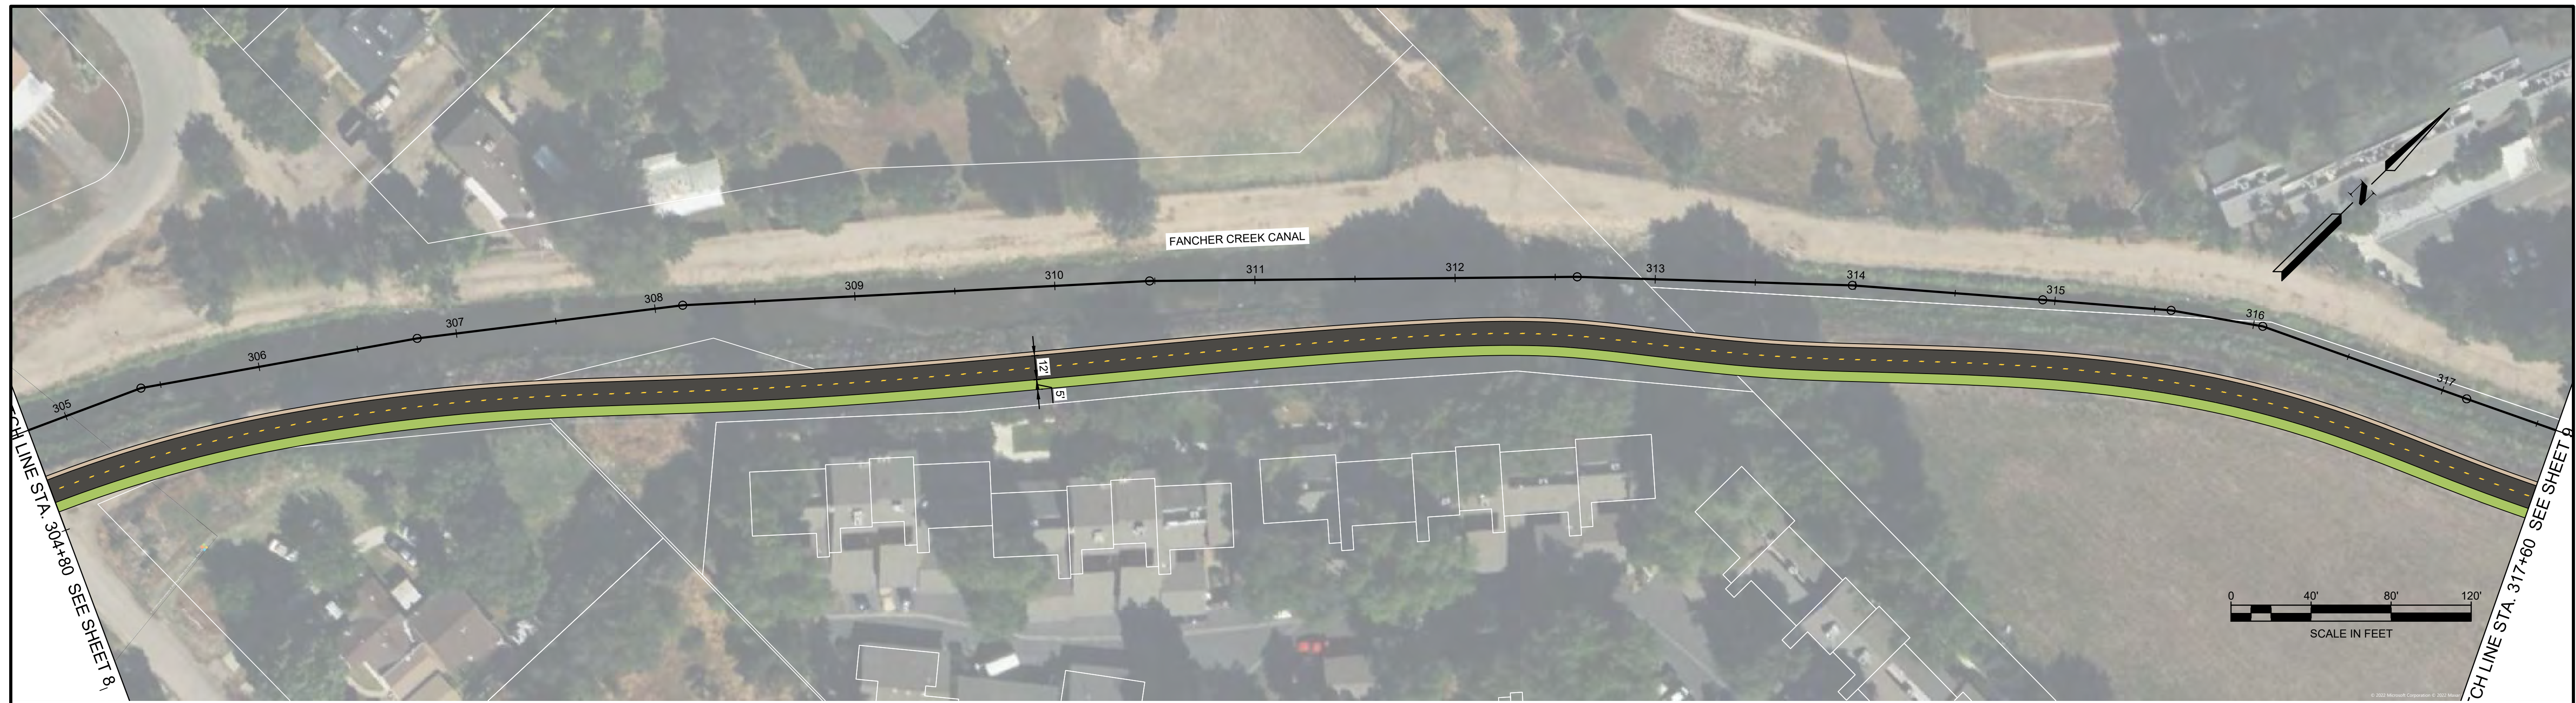 FANCHER CREEK CANAL
305
306
307
308
309
310
311
312
313
314
315
316
317
12'
5'
N
CH LINE STA. 304+80 SEE SHEET 8
CH LINE STA. 317+60 SEE SHEET 9
0 40' 80' 120'
SCALE IN FEET